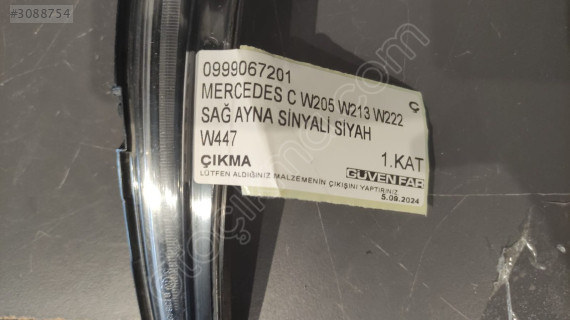 #3088754
0999067201
MERCEDES C W205 W213 W222 Ç
SAĞ AYNA SİNYALİ SİYAH
W447
ÇIKMA 1.KAT
LÜTFEN ALDIĞINIZ MALZEMENİN ÇIKIŞINI YAPTIRINIZ
GÜVEN FAR
5.09.2024